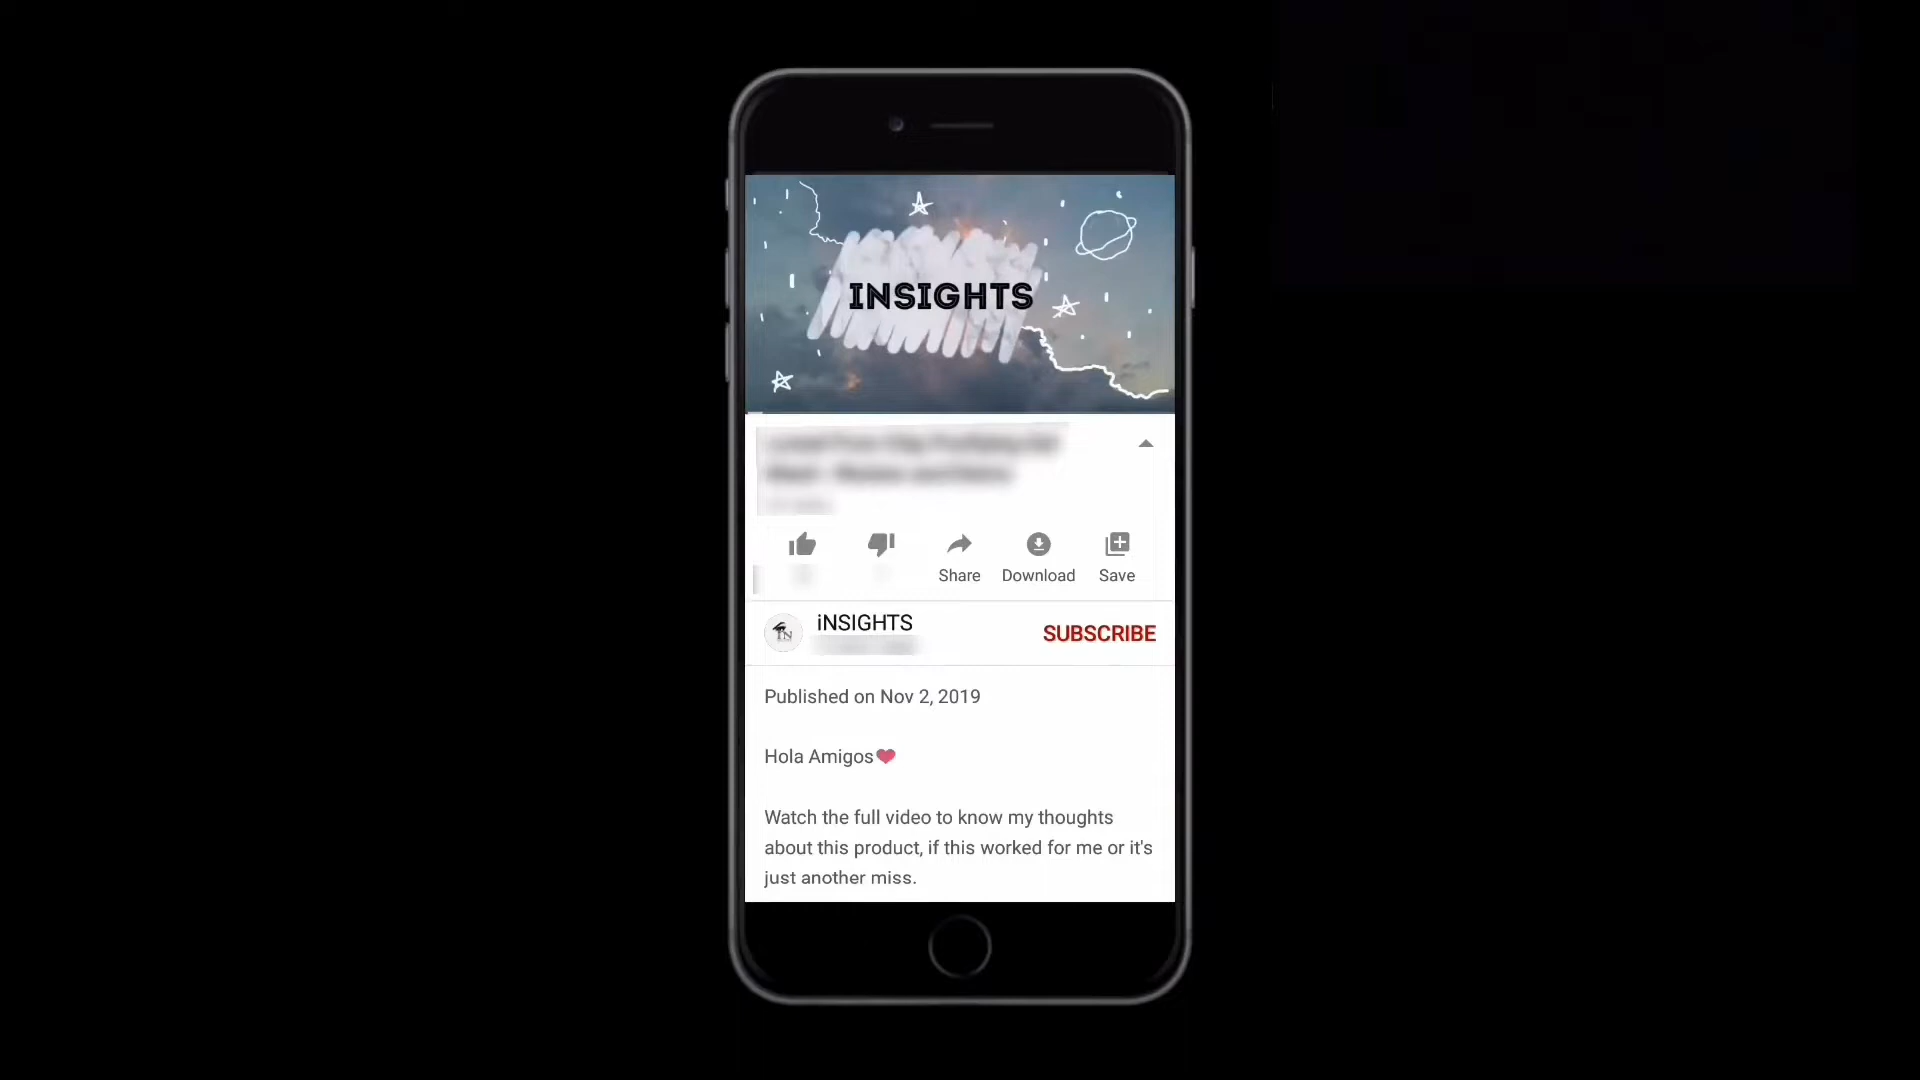 INSIGHTS
Share Download Save
iNSIGHTS
SUBSCRIBE
Published on Nov 2, 2019
Hola Amigos❤
Watch the full video to know my thoughts
about this product, if this worked for me or it's
just another miss.